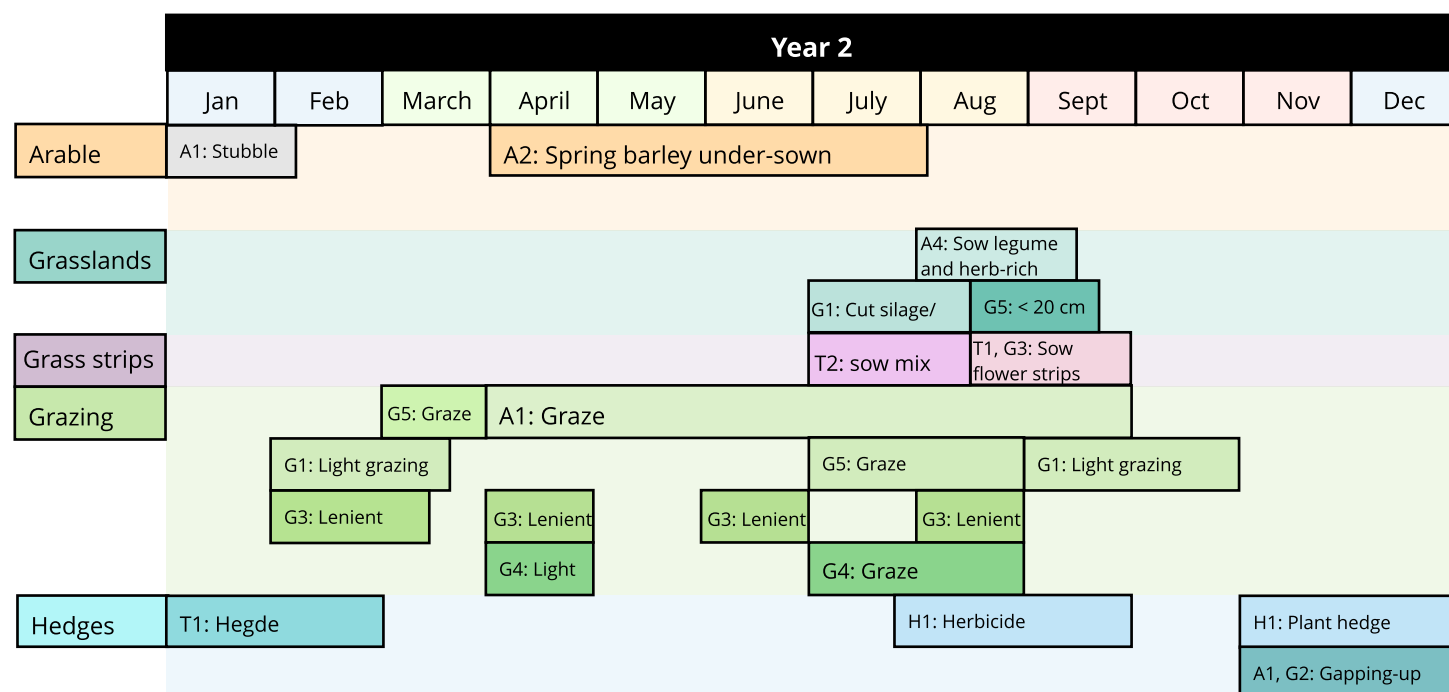 Year 2
Jan Feb March April May June July Aug Sept Oct Nov Dec
Arable
A1: Stubble
A2: Spring barley under-sown
Grasslands
A4: Sow legume
and herb-rich
G1: Cut silage/
G5: < 20 cm
Grass strips
T2: sow mix
T1, G3: Sow
flower strips
Grazing
G5: Graze
A1: Graze
G1: Light grazing
G5: Graze
G1: Light grazing
G3: Lenient
G3: Lenient
G3: Lenient
G3: Lenient
G4: Light
G4: Graze
Hedges
T1: Hegde
H1: Herbicide
H1: Plant hedge
A1, G2: Gapping-up